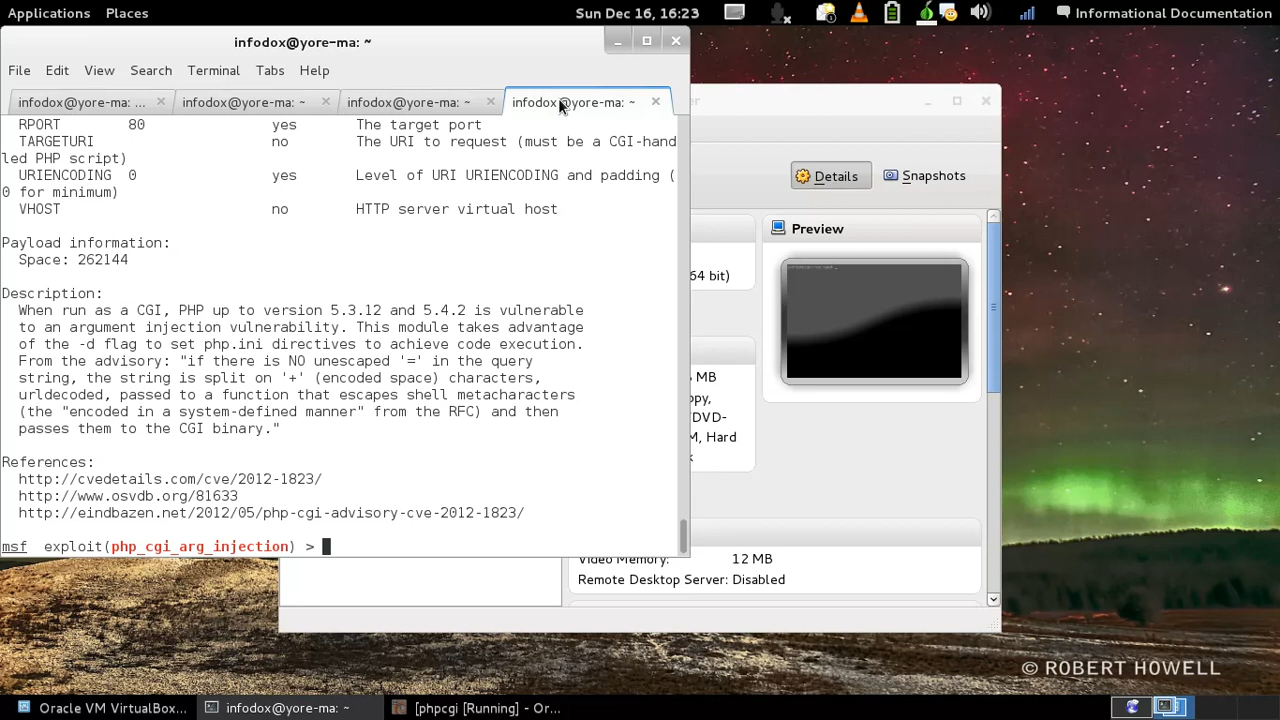 Applications Places Sun Dec 16, 16:23 Informational Documentation
infodox@yore-ma: ~
File Edit View Search Terminal Tabs Help
infodox@yore-ma: ... infodox@yore-ma: ~ infodox@yore-ma: ~ infodox@yore-ma: ~
RPORT 80 yes The target port
TARGETURI no The URI to request (must be a CGI-hand
led PHP script)
URIENCODING 0 yes Level of URI URIENCODING and padding (
0 for minimum)
VHOST no HTTP server virtual host
Payload information:
Space: 262144
Description:
When run as a CGI, PHP up to version 5.3.12 and 5.4.2 is vulnerable
to an argument injection vulnerability. This module takes advantage
of the -d flag to set php.ini directives to achieve code execution.
From the advisory: "if there is NO unescaped '=' in the query
string, the string is split on '+' (encoded space) characters,
urldecoded, passed to a function that escapes shell metacharacters
(the "encoded in a system-defined manner" from the RFC) and then
passes them to the CGI binary."
References:
http://cvedetails.com/cve/2012-1823/
http://www.osvdb.org/81633
http://eindbazen.net/2012/05/php-cgi-advisory-cve-2012-1823/
msf exploit(php_cgi_arg_injection) >
Details Snapshots
Preview
64 bit)
MB
/DVD-
M, Hard
Video Memory: 12 MB
Remote Desktop Server: Disabled
© ROBERT HOWELL
Oracle VM VirtualBox... infodox@yore-ma: ~ [phpcgi [Running] - Or...